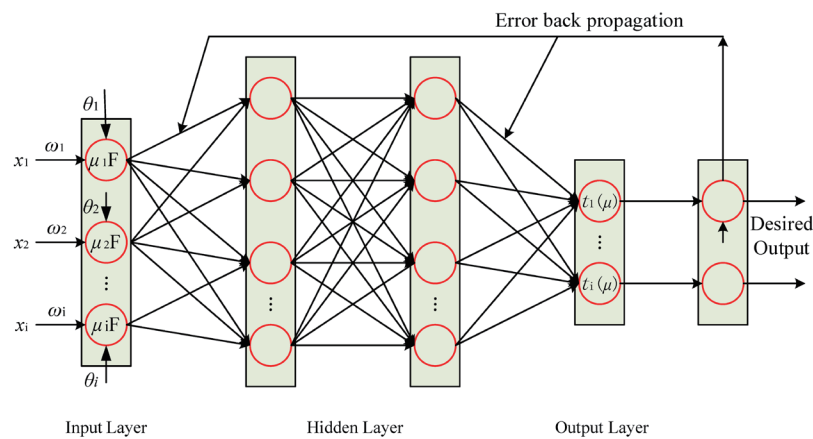 Error back propagation
θ1
x1 ω1 μ1F
θ2
x2 ω2 μ2F
...
xi ωi μiF
θi
...
...
t1(μ)
...
ti(μ)
Desired
Output
Input Layer
Hidden Layer
Output Layer